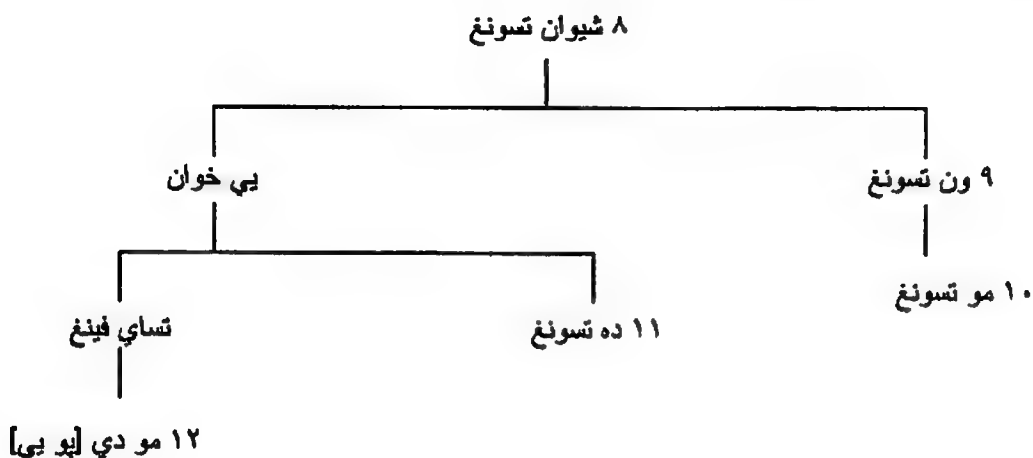 ٨ شيوان تسونغ
٩ ون تسونغ
يي خوان
١٠ مو تسونغ
١١ ده تسونغ
تساي فينغ
١٢ مو دي [پو يي]